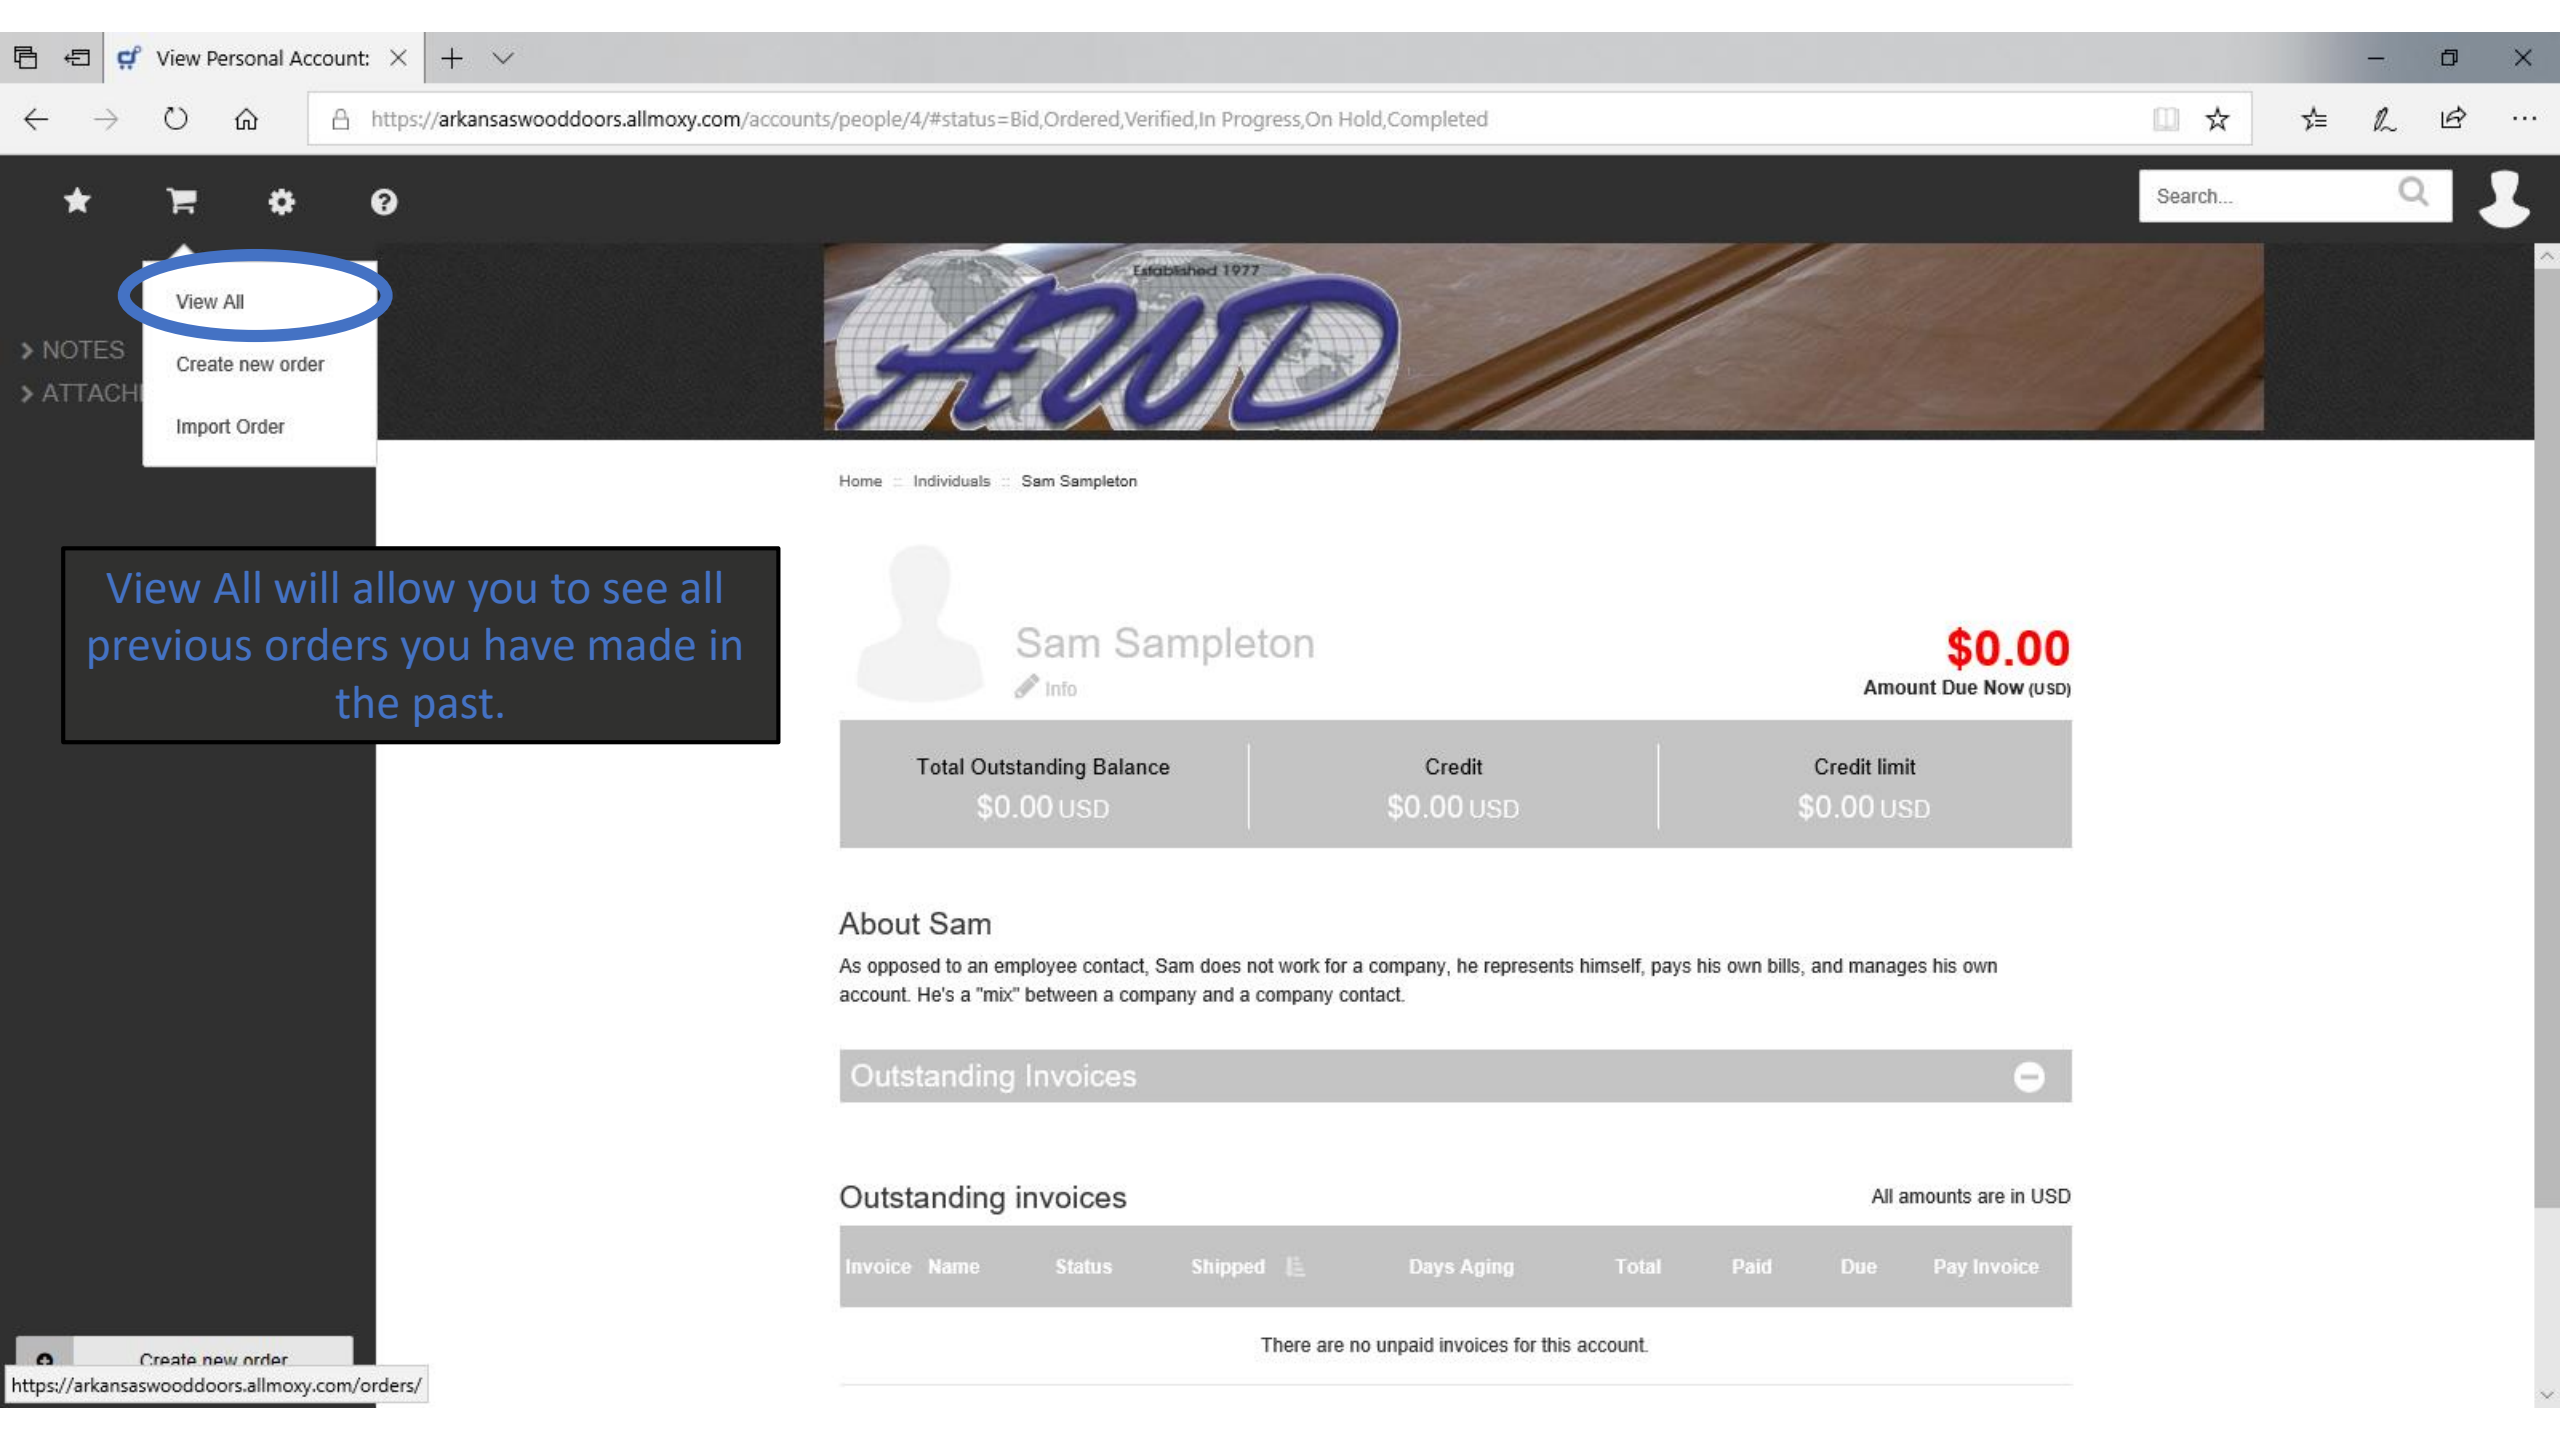 View Personal Account:
https://arkansaswooddoors.allmoxy.com/accounts/people/4/#status=Bid,Ordered,Verified,In Progress,On Hold,Completed
Search...
View All
Create new order
Import Order
> NOTES
> ATTACH
Established 1977
AWD
Home :: Individuals :: Sam Sampleton
View All will allow you to see all
previous orders you have made in
the past.
Sam Sampleton
Info
$0.00
Amount Due Now (USD)
Total Outstanding Balance
$0.00 USD
Credit
$0.00 USD
Credit limit
$0.00 USD
About Sam
As opposed to an employee contact, Sam does not work for a company, he represents himself, pays his own bills, and manages his own
account. He's a "mix" between a company and a company contact.
Outstanding Invoices
Outstanding invoices
All amounts are in USD
Invoice Name Status Shipped Days Aging Total Paid Due Pay Invoice
There are no unpaid invoices for this account.
Create new order
https://arkansaswooddoors.allmoxy.com/orders/